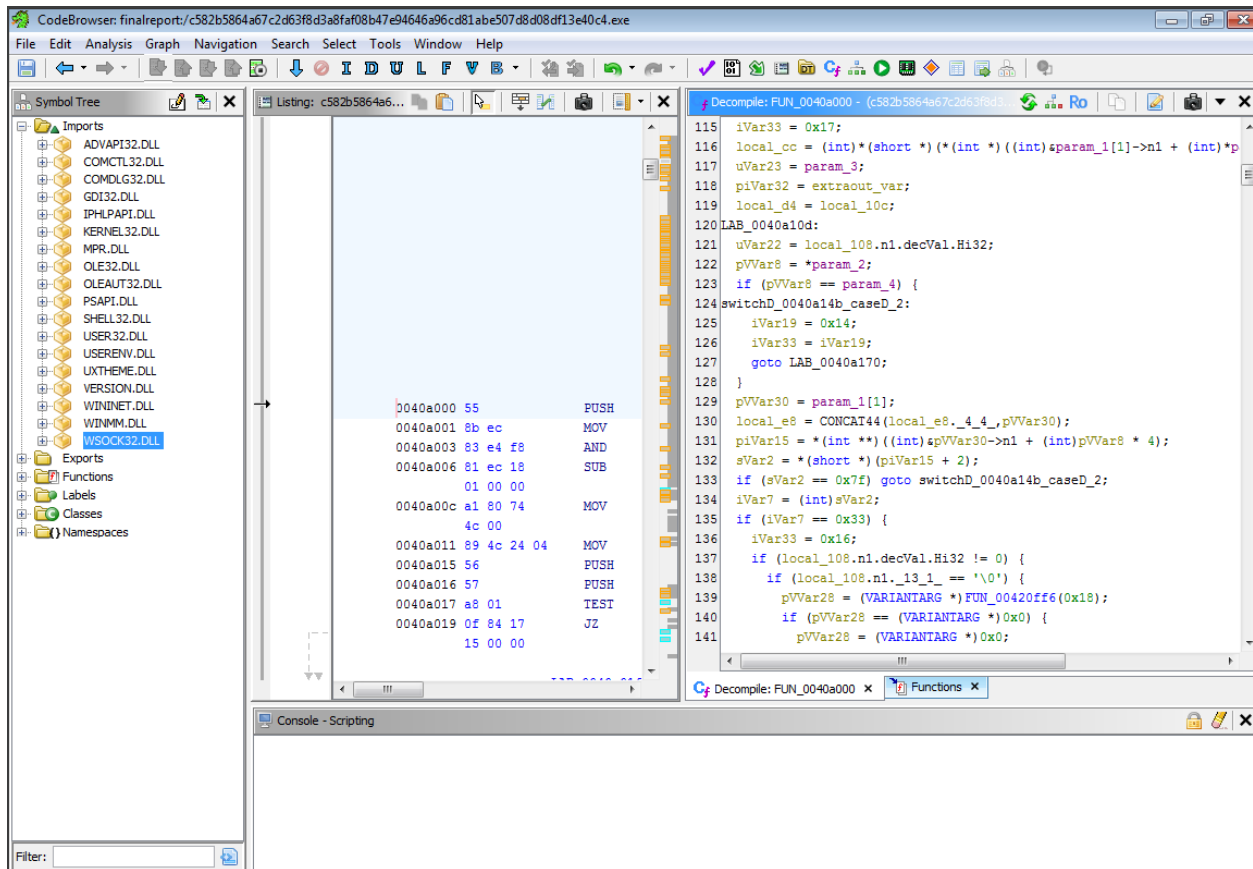 CodeBrowser: finalreport:/c582b5864a67c2d63f8d3a8faf08b47e94646a96cd81abe507d8d08df13e40c4.exe
File Edit Analysis Graph Navigation Search Select Tools Window Help
I D U L F V B
Symbol Tree
Imports
ADVAPI32.DLL
COMCTL32.DLL
COMDLG32.DLL
GDI32.DLL
IPHLPAPI.DLL
KERNEL32.DLL
MPR.DLL
OLE32.DLL
OLEAUT32.DLL
PSAPI.DLL
SHELL32.DLL
USER32.DLL
USERENV.DLL
UXTHEME.DLL
VERSION.DLL
WININET.DLL
WINMM.DLL
WSOCK32.DLL
Exports
Functions
Labels
Classes
Namespaces
Filter:
Listing: c582b5864a6...
0040a000 55 PUSH
0040a001 8b ec MOV
0040a003 83 e4 f8 AND
0040a006 81 ec 18 SUB
01 00 00
0040a00c a1 80 74 MOV
4c 00
0040a011 89 4c 24 04 MOV
0040a015 56 PUSH
0040a016 57 PUSH
0040a017 a8 01 TEST
0040a019 0f 84 17 JZ
15 00 00
Decompile: FUN_0040a000 - (c582b5864a67c2d63f8d3...
Ro
115 iVar33 = 0x17;
116 local_cc = (int)*(short *)(*(int *)((int)&param_1[1]->n1 + (int)*p
117 uVar23 = param_3;
118 piVar32 = extraout_var;
119 local_d4 = local_10c;
120 LAB_0040a10d:
121 uVar22 = local_108.n1.decVal.Hi32;
122 pVVar8 = *param_2;
123 if (pVVar8 == param_4) {
124 switchD_0040a14b_caseD_2:
125 iVar19 = 0x14;
126 iVar33 = iVar19;
127 goto LAB_0040a170;
128 }
129 pVVar30 = param_1[1];
130 local_e8 = CONCAT44(local_e8._4_4_,pVVar30);
131 piVar15 = *(int **)((int)&pVVar30->n1 + (int)pVVar8 * 4);
132 sVar2 = *(short *)(piVar15 + 2);
133 if (sVar2 == 0x7f) goto switchD_0040a14b_caseD_2;
134 iVar7 = (int)sVar2;
135 if (iVar7 == 0x33) {
136 iVar33 = 0x16;
137 if (local_108.n1.decVal.Hi32 != 0) {
138 if (local_108.n1._13_1_ == '\0') {
139 pVVar28 = (VARIANTARG *)FUN_00420ff6(0x18);
140 if (pVVar28 == (VARIANTARG *)0x0) {
141 pVVar28 = (VARIANTARG *)0x0;
Decompile: FUN_0040a000
Functions
Console - Scripting